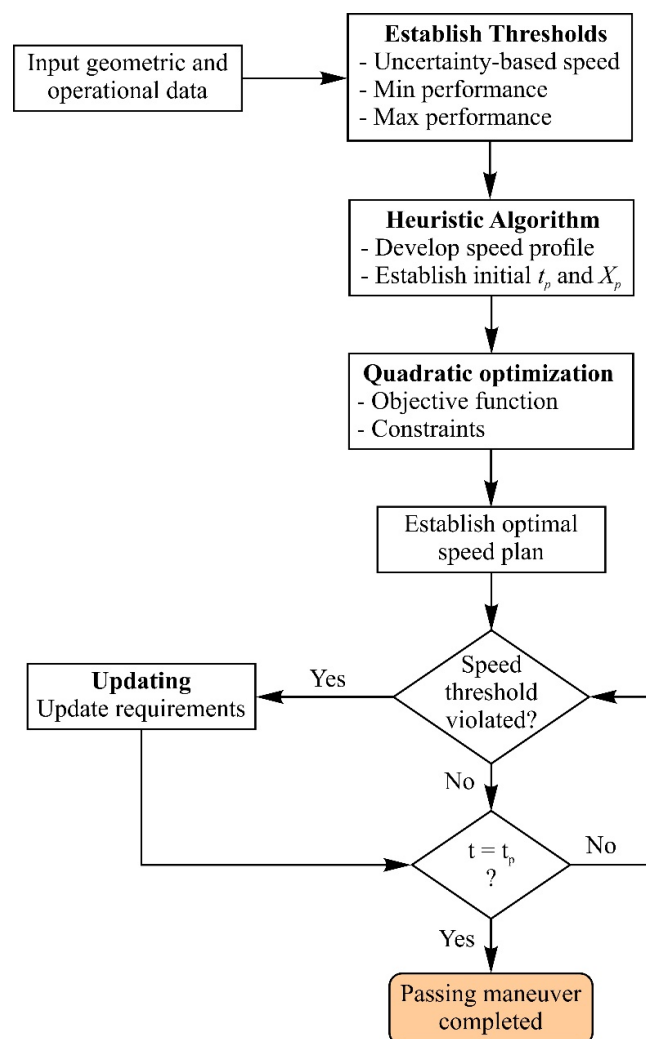 Input geometric and
operational data
Establish Thresholds
- Uncertainty-based speed
- Min performance
- Max performance
Heuristic Algorithm
- Develop speed profile
- Establish initial tp and Xp
Quadratic optimization
- Objective function
- Constraints
Establish optimal
speed plan
Speed
threshold
violated?
Yes
Updating
Update requirements
No
t = tp
?
No
Yes
Passing maneuver
completed